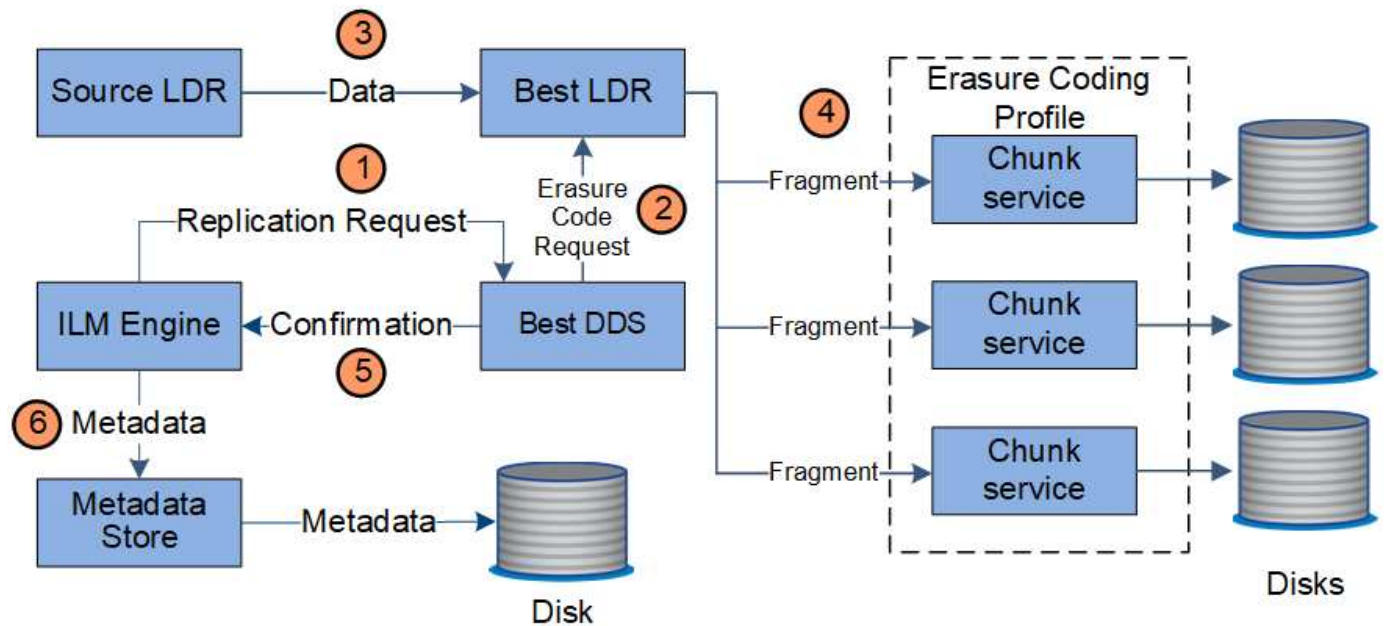 3
Source LDR
Data
Best LDR
1
Replication Request
Erasure
Code
Request
2
ILM Engine
Confirmation
Best DDS
5
6
Metadata
Metadata
Store
Metadata
Disk
4
Erasure Coding
Profile
Fragment
Chunk
service
Fragment
Chunk
service
Fragment
Chunk
service
Disks